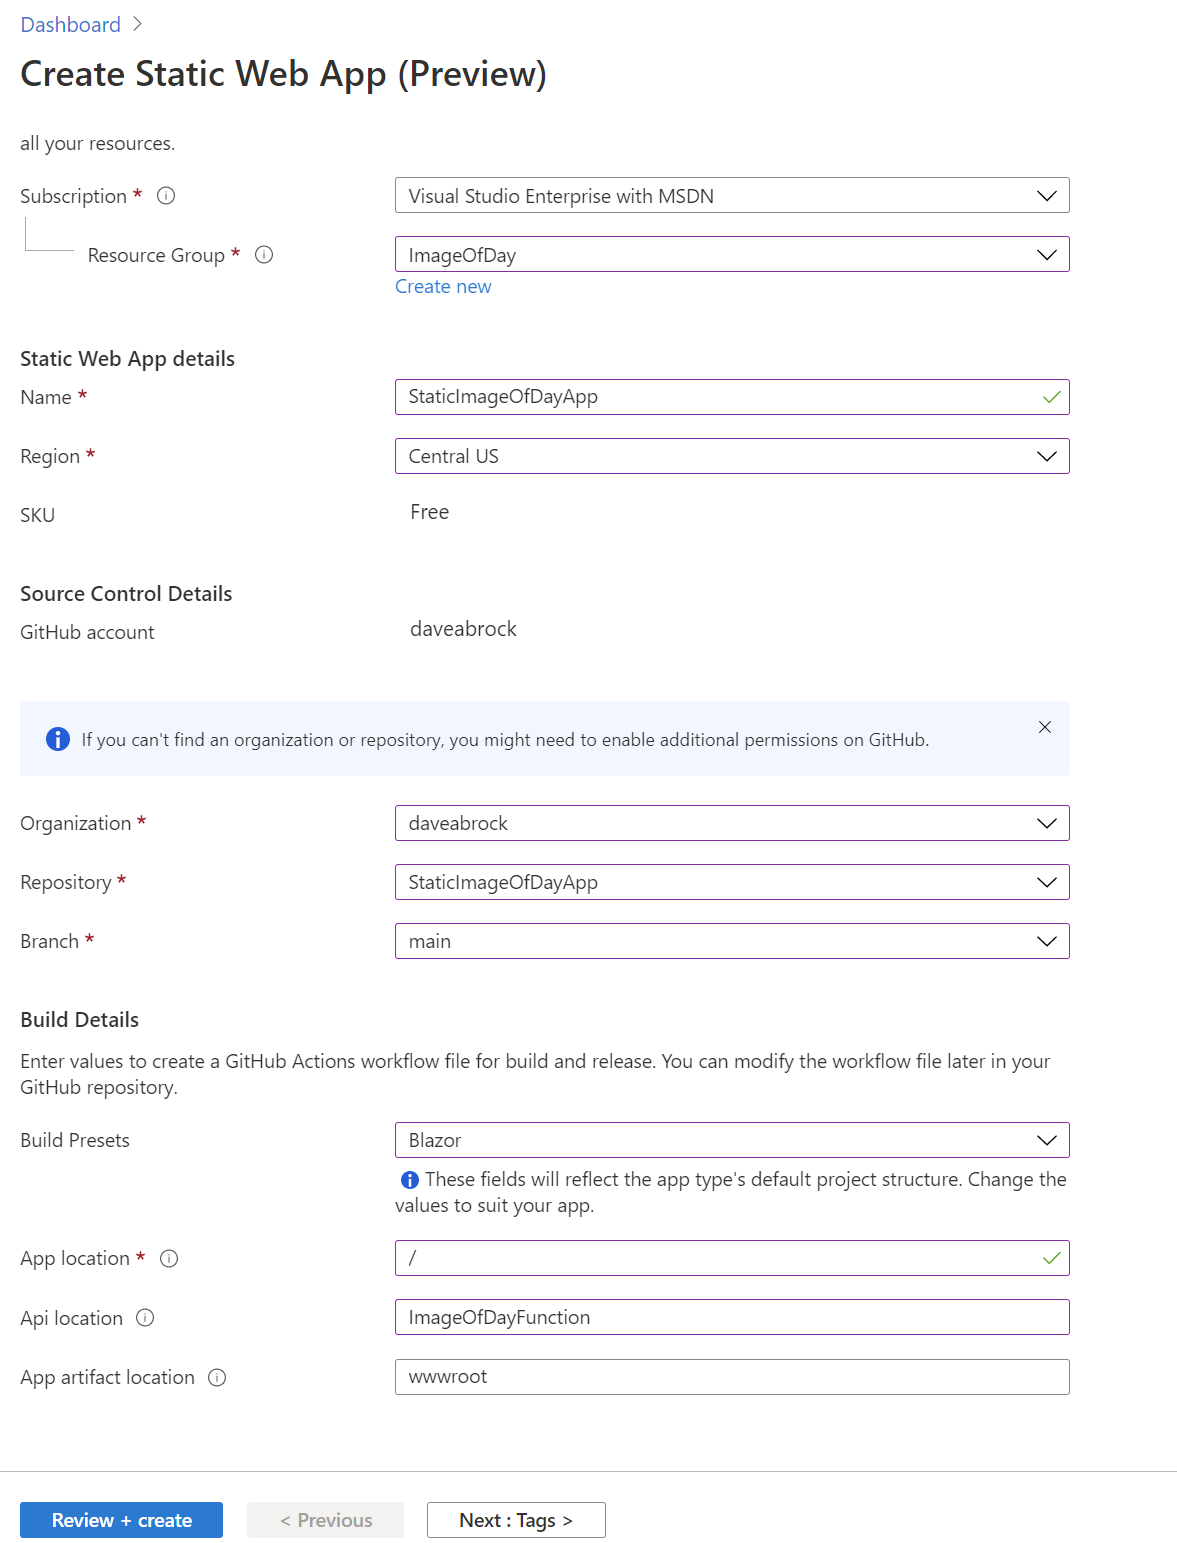 Dashboard >
Create Static Web App (Preview)
all your resources.
Subscription *
Visual Studio Enterprise with MSDN
Resource Group *
ImageOfDay
Create new
Static Web App details
Name *
StaticImageOfDayApp
Region *
Central US
SKU
Free
Source Control Details
GitHub account
daveabrock
If you can't find an organization or repository, you might need to enable additional permissions on GitHub.
Organization *
daveabrock
Repository *
StaticImageOfDayApp
Branch *
main
Build Details
Enter values to create a GitHub Actions workflow file for build and release. You can modify the workflow file later in your
GitHub repository.
Build Presets
Blazor
These fields will reflect the app type's default project structure. Change the
values to suit your app.
App location *
/
Api location
ImageOfDayFunction
App artifact location
wwwroot
Review + create
< Previous
Next : Tags >